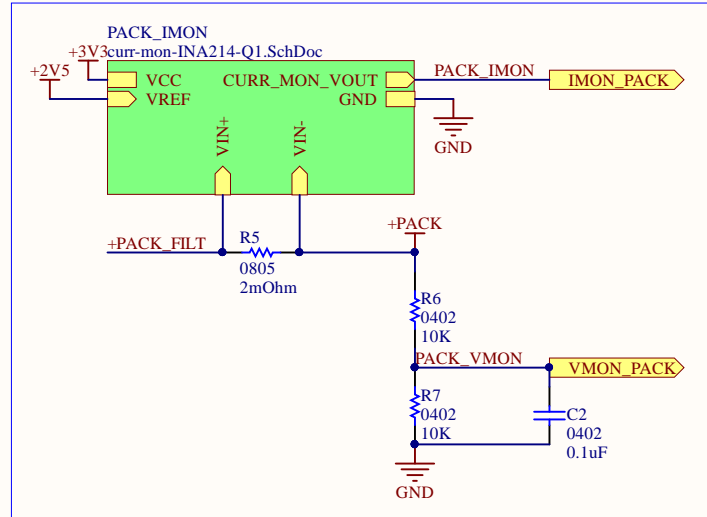 PACK_IMON
curr-mon-INA214-Q1.SchDoc
+3V3
+2V5
VCC
CURR_MON_VOUT
PACK_IMON
IMON_PACK
VREF
GND
VIN+
VIN-
GND
+PACK_FILT
R5
0805
2mOhm
+PACK
R6
0402
10K
PACK_VMON
VMON_PACK
R7
0402
10K
C2
0402
0.1uF
GND